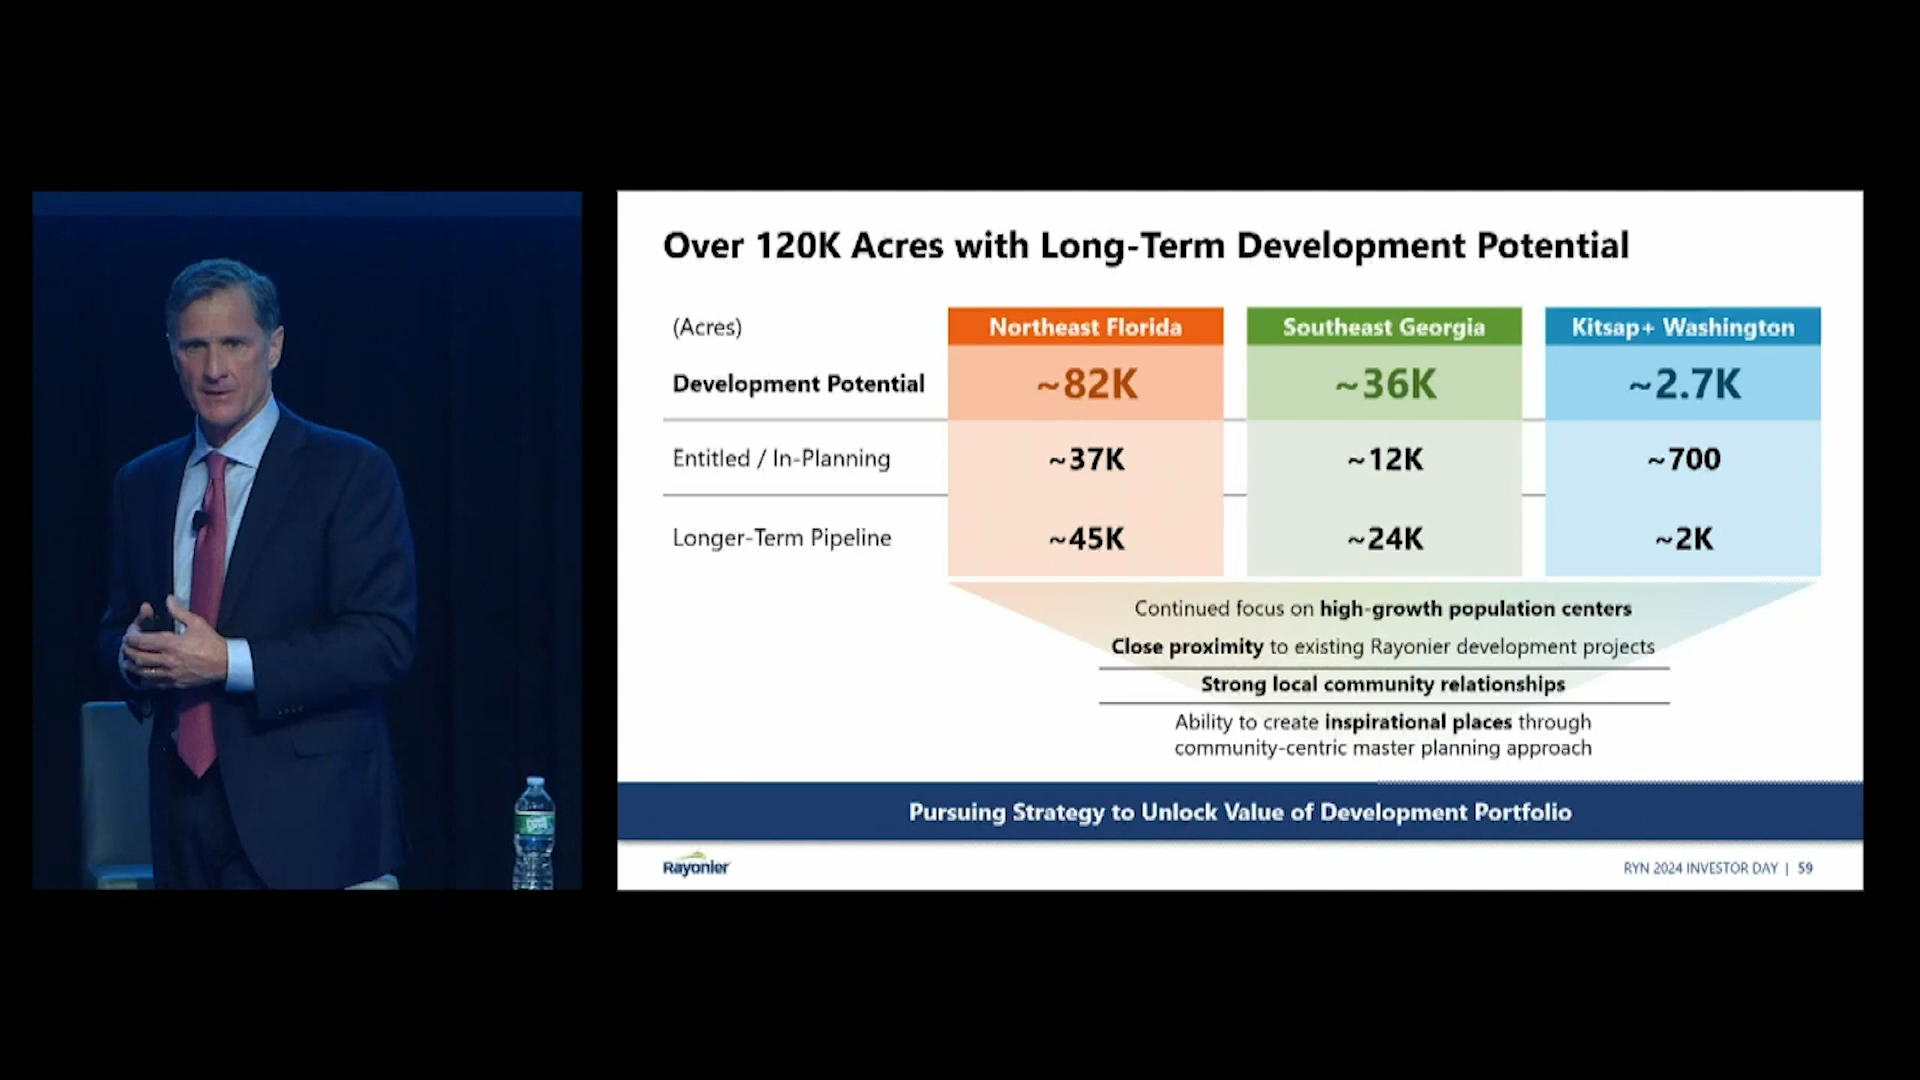 Over 120K Acres with Long-Term Development Potential
(Acres) Northeast Florida Southeast Georgia Kitsap+ Washington
Development Potential ~82K ~36K ~2.7K
Entitled / In-Planning ~37K ~12K ~700
Longer-Term Pipeline ~45K ~24K ~2K
Continued focus on high-growth population centers
Close proximity to existing Rayonier development projects
Strong local community relationships
Ability to create inspirational places through
community-centric master planning approach
Pursuing Strategy to Unlock Value of Development Portfolio
Rayonier
RYN 2024 INVESTOR DAY | 59